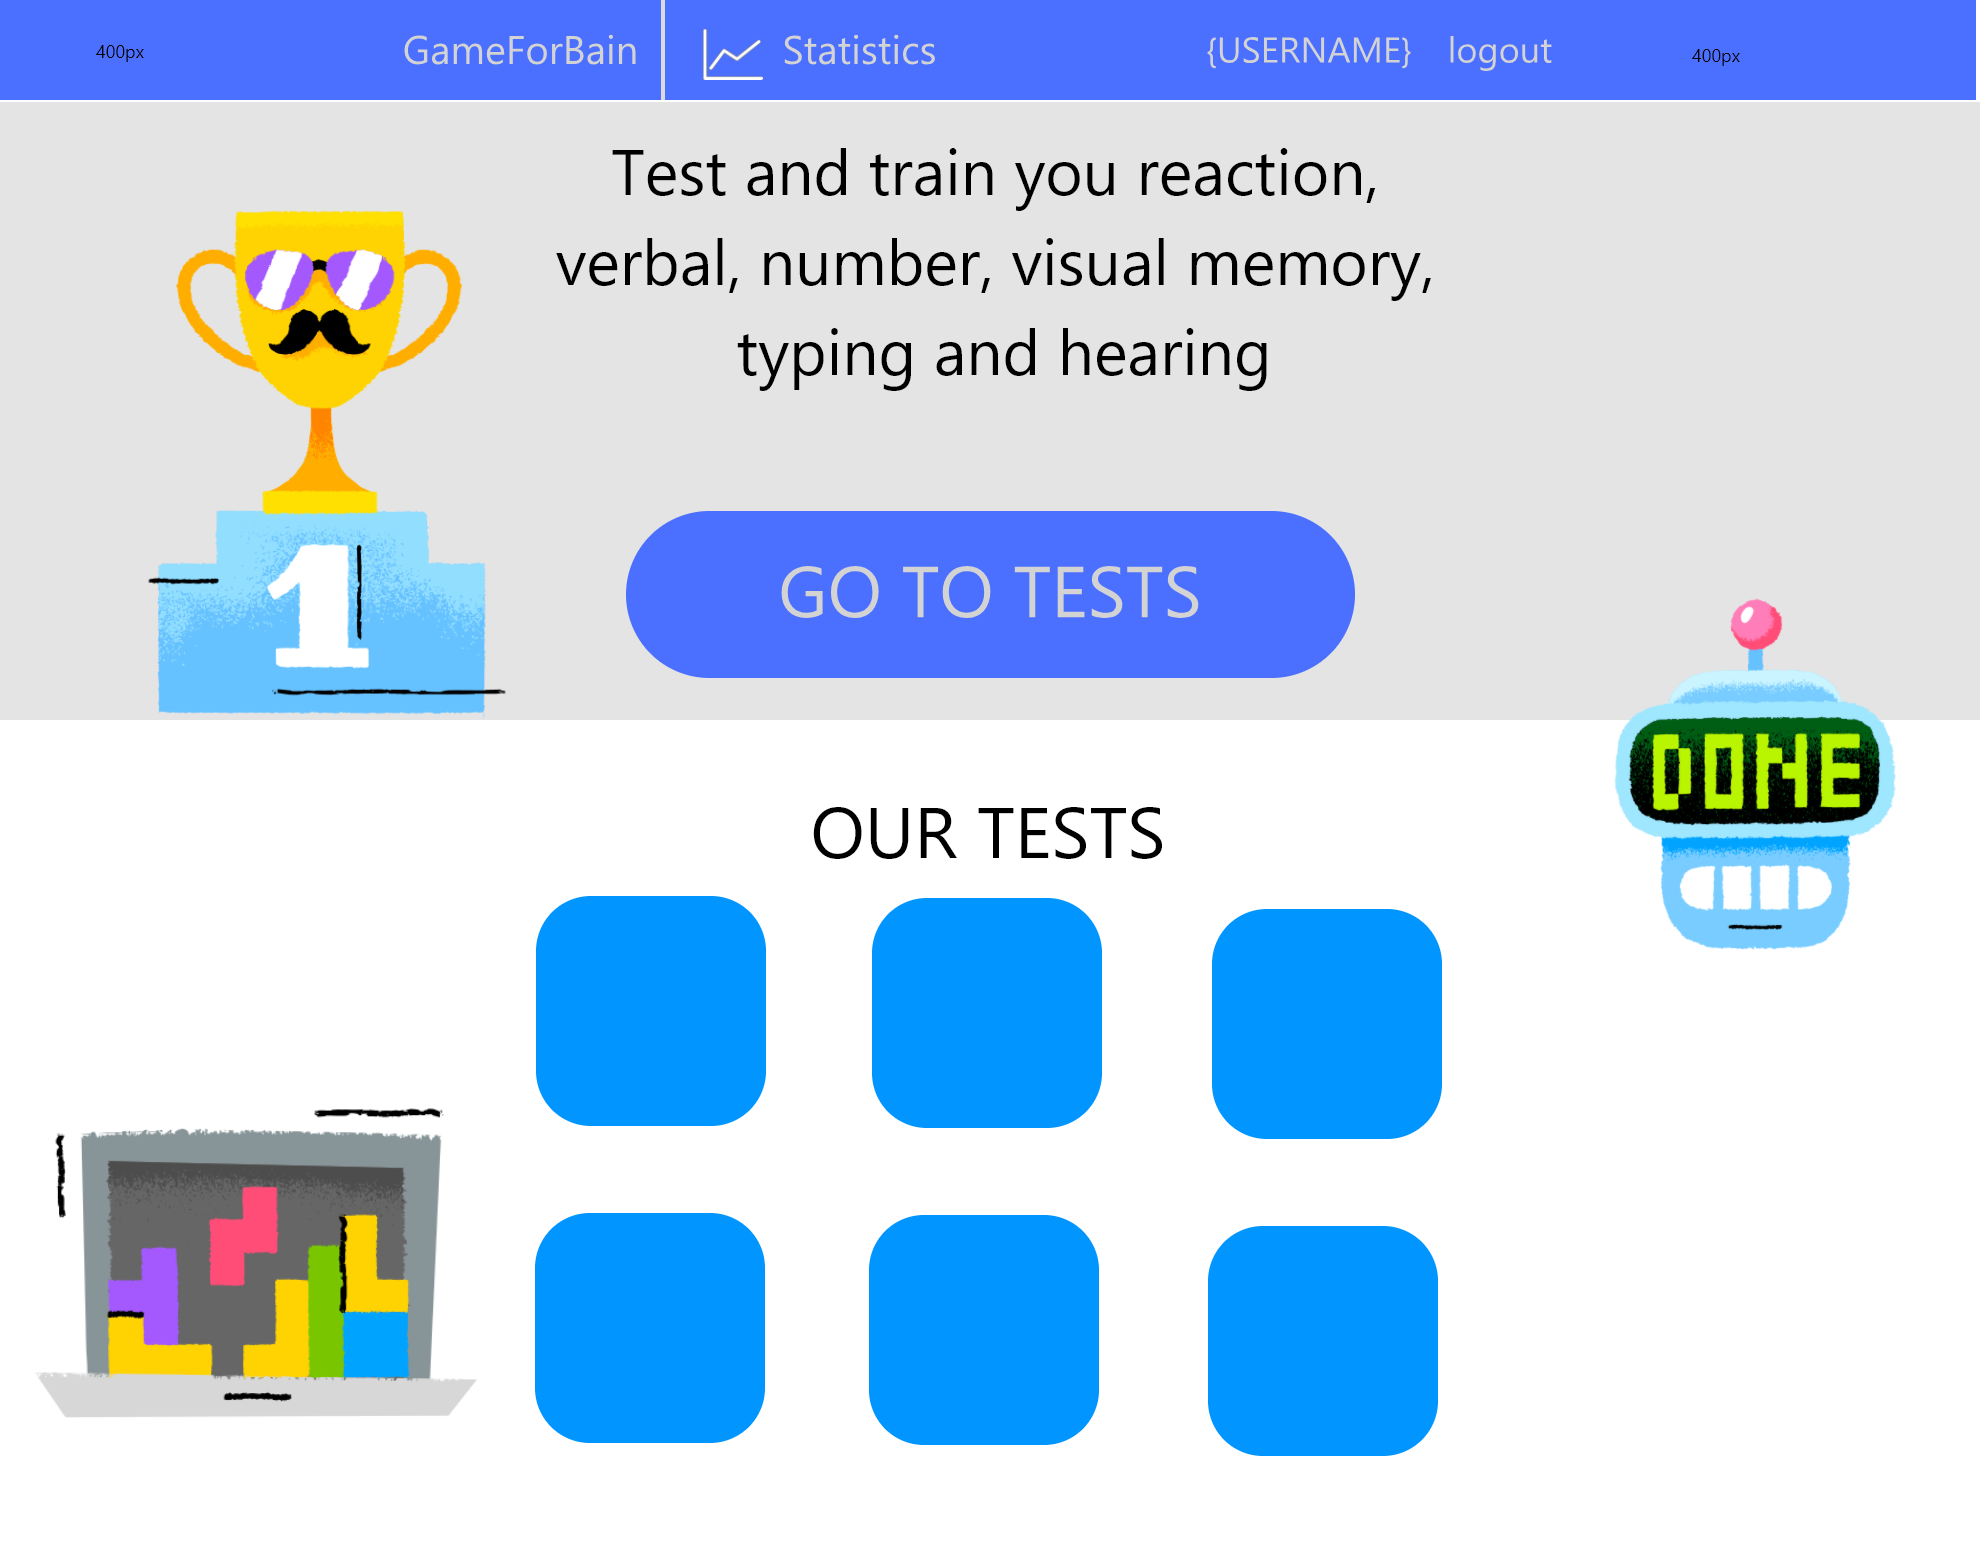 400px GameForBain Statistics {USERNAME} logout 400px
Test and train you reaction,
verbal, number, visual memory,
typing and hearing
1
GO TO TESTS
DONE
OUR TESTS